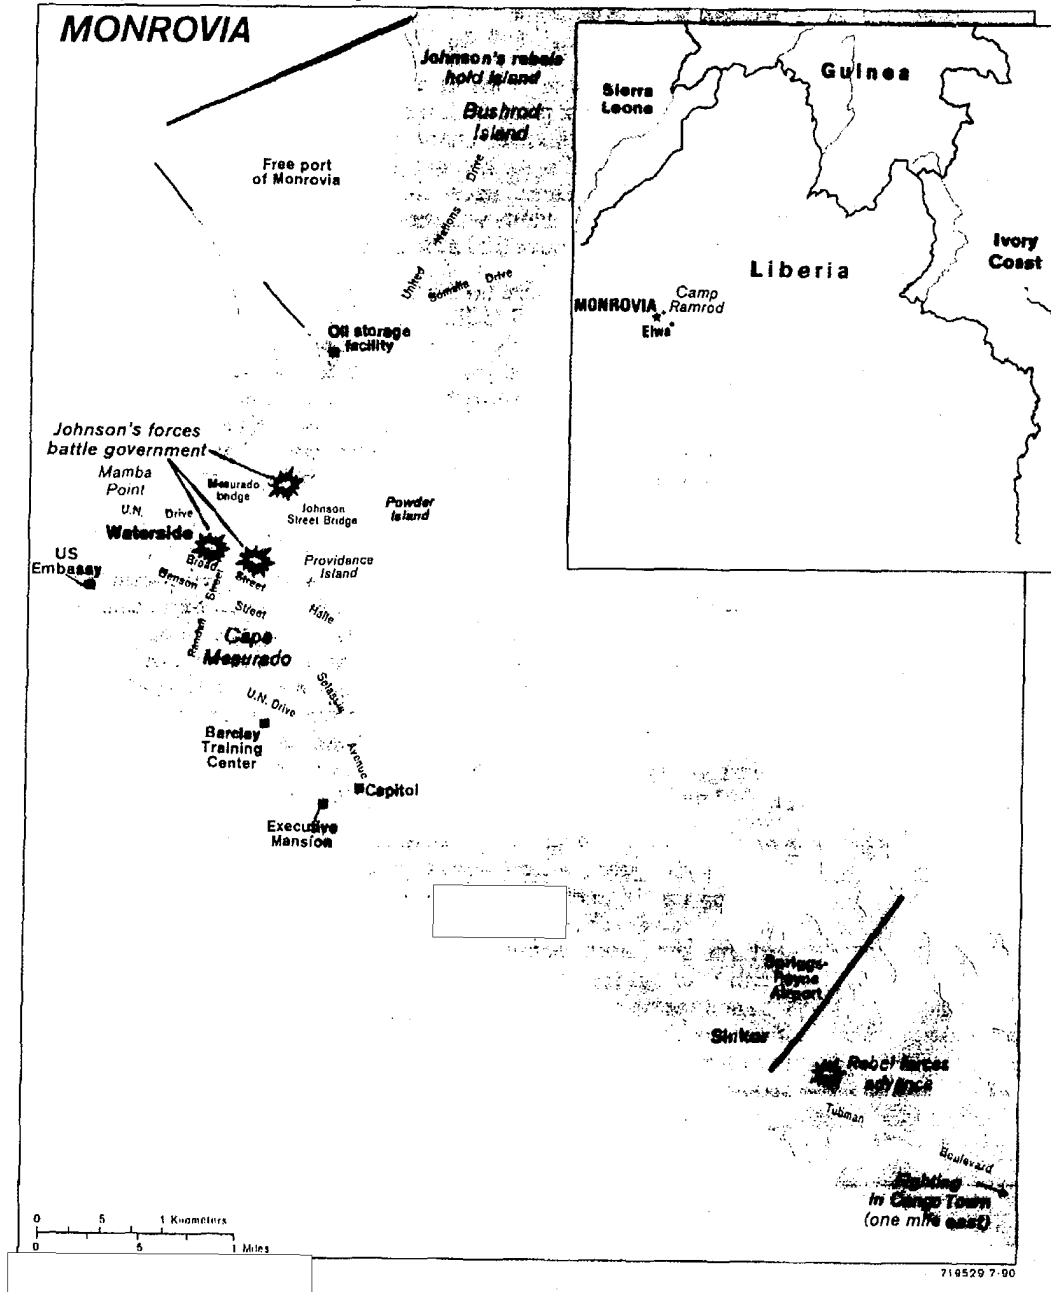 MONROVIA
Johnson's rebels
hold island
Bushrod
Island
Free port
of Monrovia
United Nations Drive
Somalia Drive
Oil storage
facility
Johnson's forces
battle government
Mamba
Point
Mesurado
bridge
Johnson
Street Bridge
Powder
Island
U.N. Drive
Waterside
US
Embassy
Broad Street
Benson Street
Randall Street
Providence
Island
Haile Selassie Avenue
Cape
Mesurado
U.N. Drive
Barclay
Training
Center
Capitol
Executive
Mansion
Spriggs-
Payne
Airport
Sinkor
Rebel forces
advance
Tubman Boulevard
Fighting
in Congo Town
(one mile east)
0 5 1 Kilometers
0 5 1 Miles
719529 7-90
Guinea
Sierra
Leone
Ivory
Coast
Liberia
MONROVIA
Camp
Ramrod
Elwa